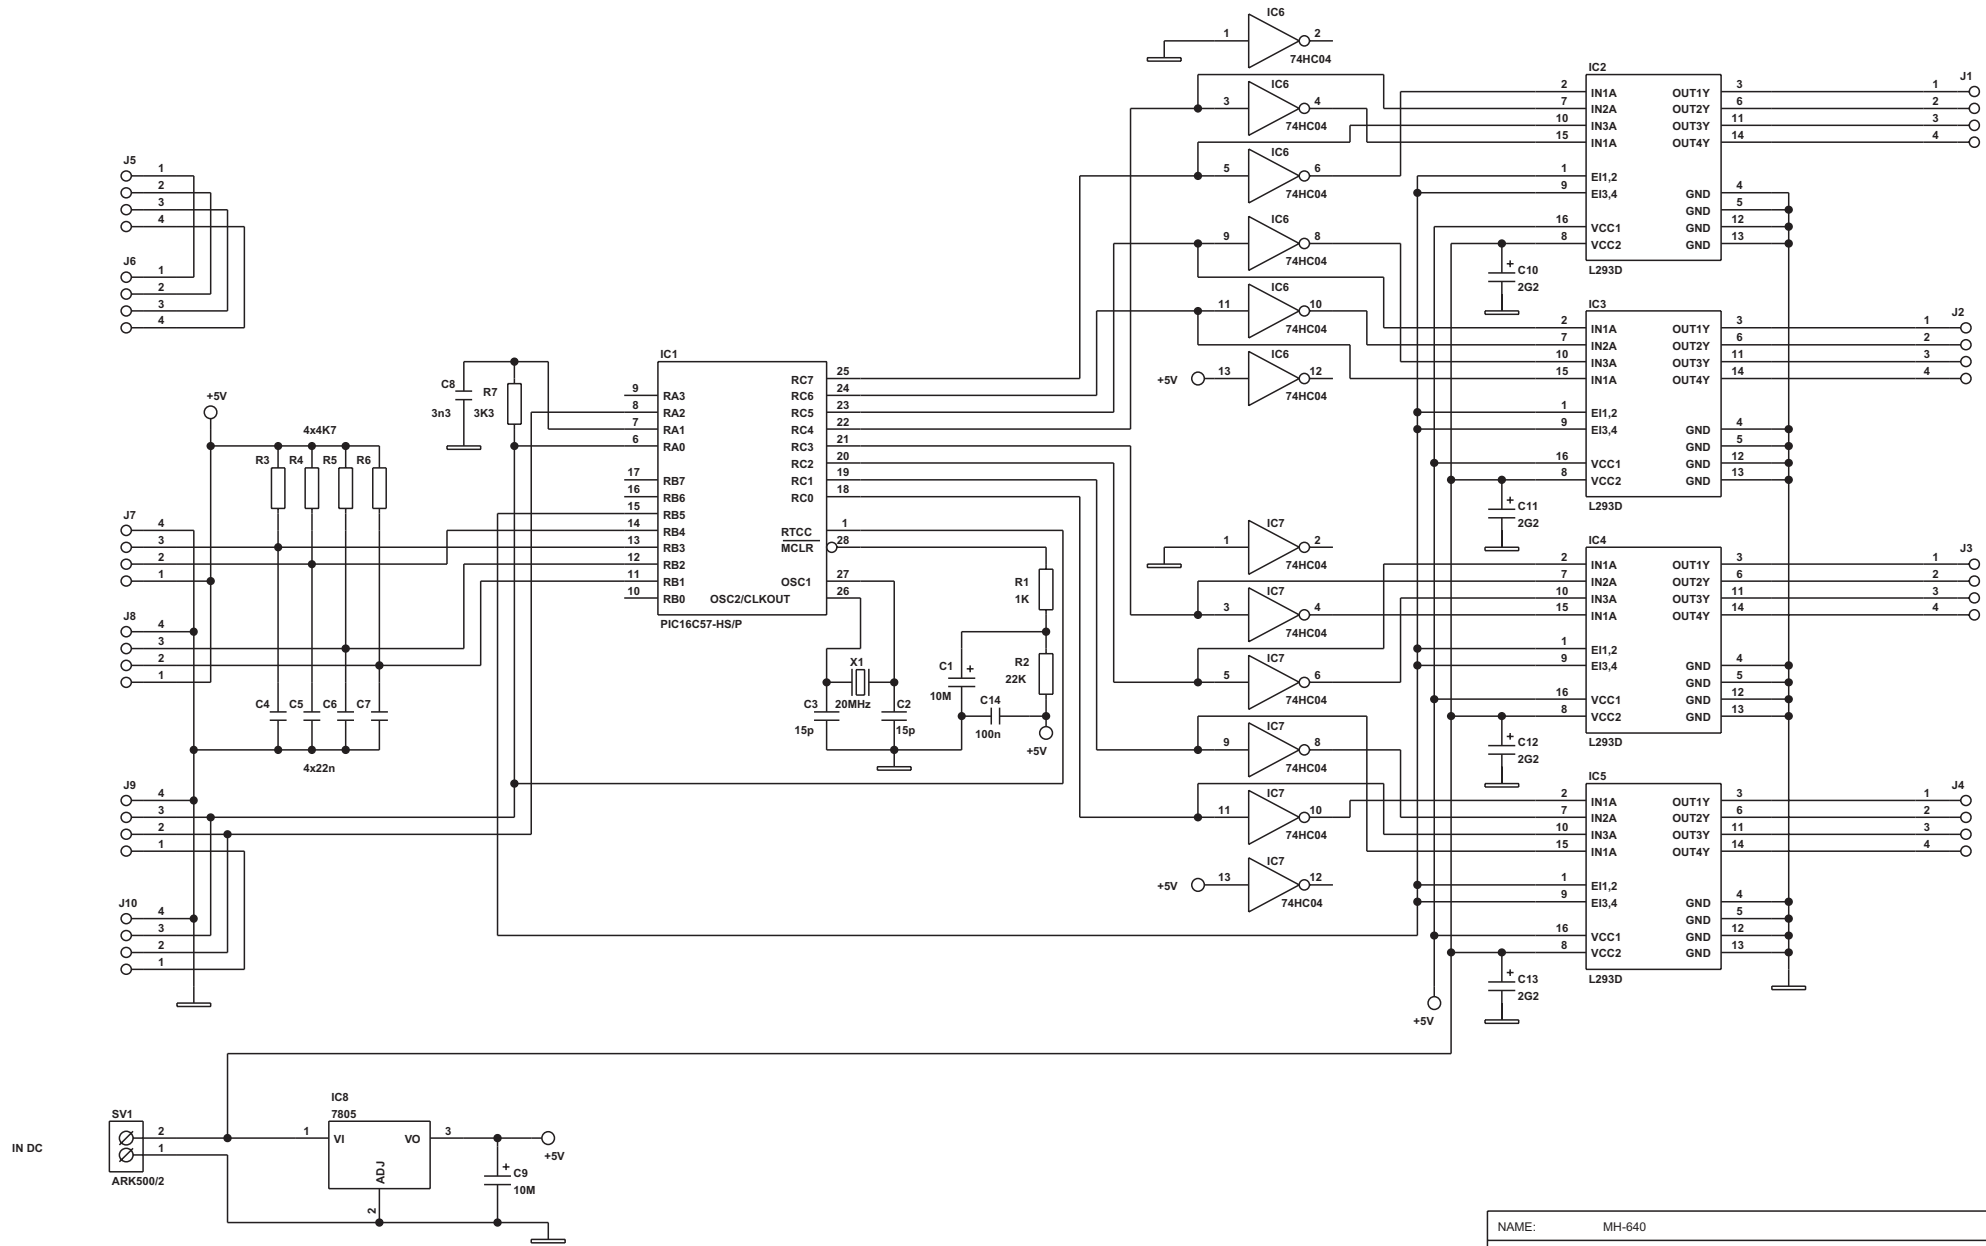 IC6
1 2
74HC04
IC6
3 4
74HC04
IC6
5 6
74HC04
IC6
9 8
74HC04
IC6
11 10
74HC04
IC6
+5V 13 12
74HC04
IC2
2 IN1A OUT1Y 3
7 IN2A OUT2Y 6
10 IN3A OUT3Y 11
15 IN1A OUT4Y 14
1 EI1,2
9 EI3,4
GND 4
GND 5
16 VCC1 GND 12
8 VCC2 GND 13
L293D
J1
1
2
3
4
+ C10
2G2
IC3
2 IN1A OUT1Y 3
7 IN2A OUT2Y 6
10 IN3A OUT3Y 11
15 IN1A OUT4Y 14
1 EI1,2
9 EI3,4
GND 4
GND 5
16 VCC1 GND 12
8 VCC2 GND 13
L293D
J2
1
2
3
4
+ C11
2G2
J5
1
2
3
4
J6
1
2
3
4
C8
3n3
R7
3K3
+5V
4x4K7
R3 R4 R5 R6
J7
4
3
2
1
J8
4
3
2
1
C4 C5 C6 C7
4x22n
J9
4
3
2
1
J10
4
3
2
1
IC1
9 RA3 RC7 25
8 RA2 RC6 24
7 RA1 RC5 23
6 RA0 RC4 22
RC3 21
17 RB7 RC2 20
16 RB6 RC1 19
15 RB5 RC0 18
14 RB4 RTCC 1
13 RB3 MCLR 28
12 RB2
11 RB1 OSC1 27
10 RB0 OSC2/CLKOUT 26
PIC16C57-HS/P
R1
1K
R2
22K
X1
20MHz
C3
15p
C2
15p
C1 +
10M
C14
100n
+5V
IC7
1 2
74HC04
IC7
3 4
74HC04
IC7
5 6
74HC04
IC7
9 8
74HC04
IC7
11 10
74HC04
IC7
+5V 13 12
74HC04
IC4
2 IN1A OUT1Y 3
7 IN2A OUT2Y 6
10 IN3A OUT3Y 11
15 IN1A OUT4Y 14
1 EI1,2
9 EI3,4
GND 4
GND 5
16 VCC1 GND 12
8 VCC2 GND 13
L293D
J3
1
2
3
4
+ C12
2G2
IC5
2 IN1A OUT1Y 3
7 IN2A OUT2Y 6
10 IN3A OUT3Y 11
15 IN1A OUT4Y 14
1 EI1,2
9 EI3,4
GND 4
GND 5
16 VCC1 GND 12
8 VCC2 GND 13
L293D
J4
1
2
3
4
+ C13
2G2
+5V
IN DC
SV1
2
1
ARK500/2
IC8
7805
1 VI VO 3
ADJ
2
+ C9
10M
+5V
NAME: MH-640